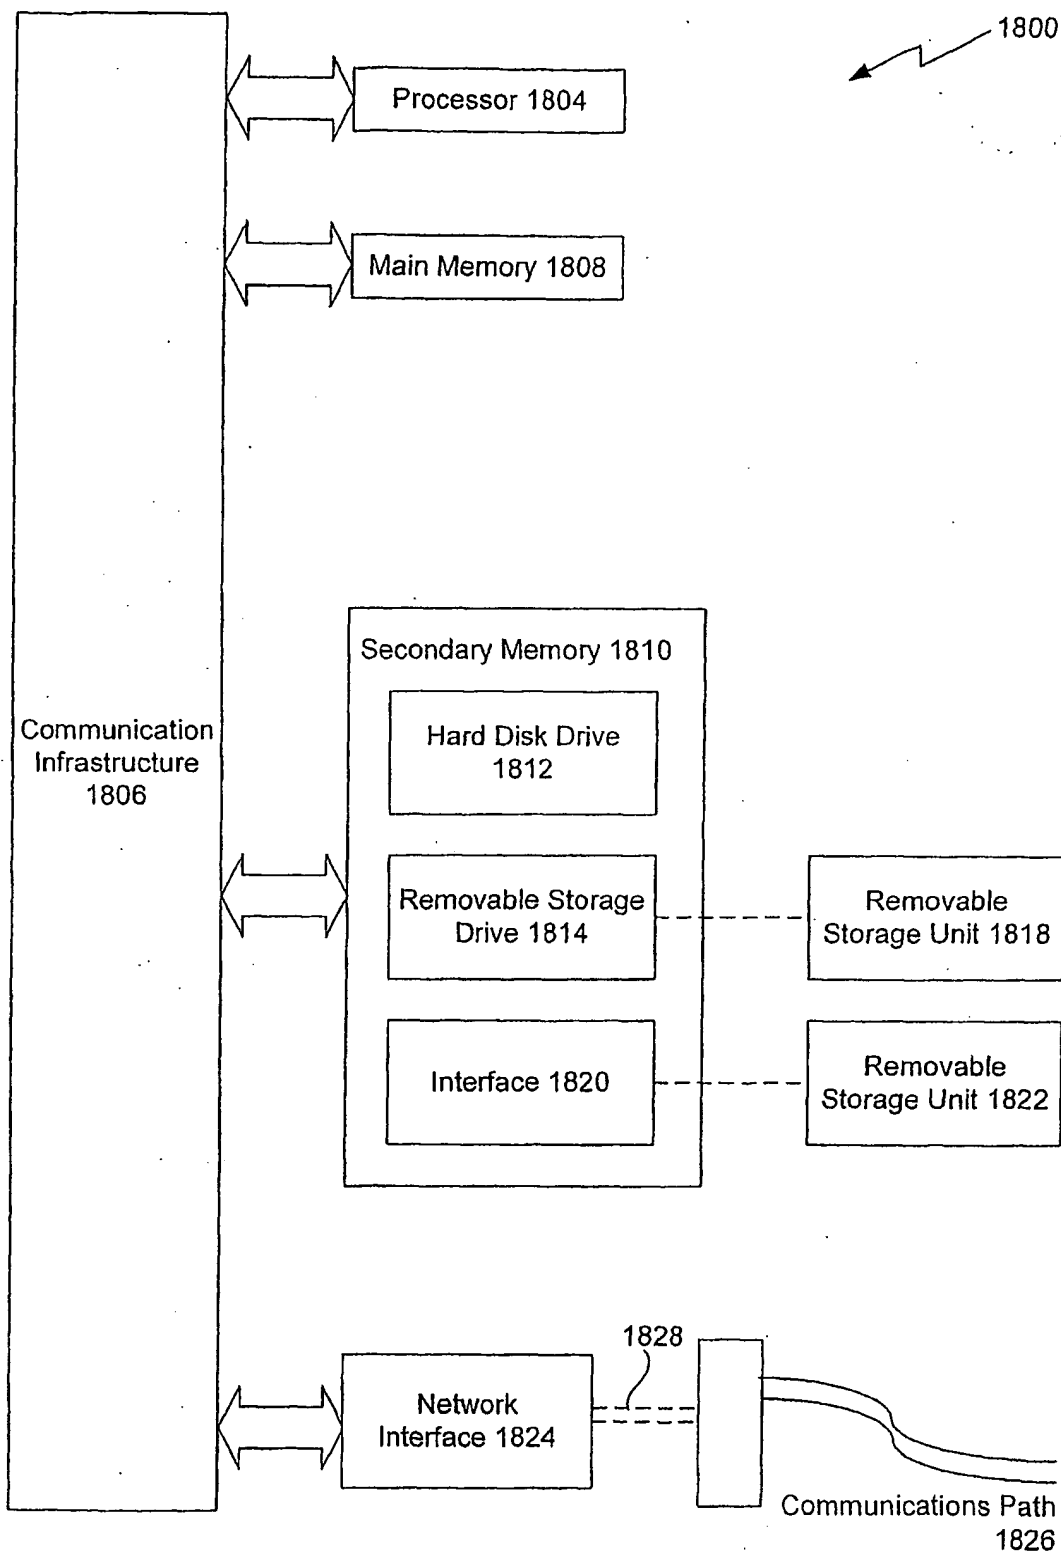 1800
Processor 1804
Main Memory 1808
Secondary Memory 1810
Hard Disk Drive
1812
Communication
Infrastructure
1806
Removable Storage
Drive 1814
Removable
Storage Unit 1818
Interface 1820
Removable
Storage Unit 1822
1828
Network
Interface 1824
Communications Path
1826